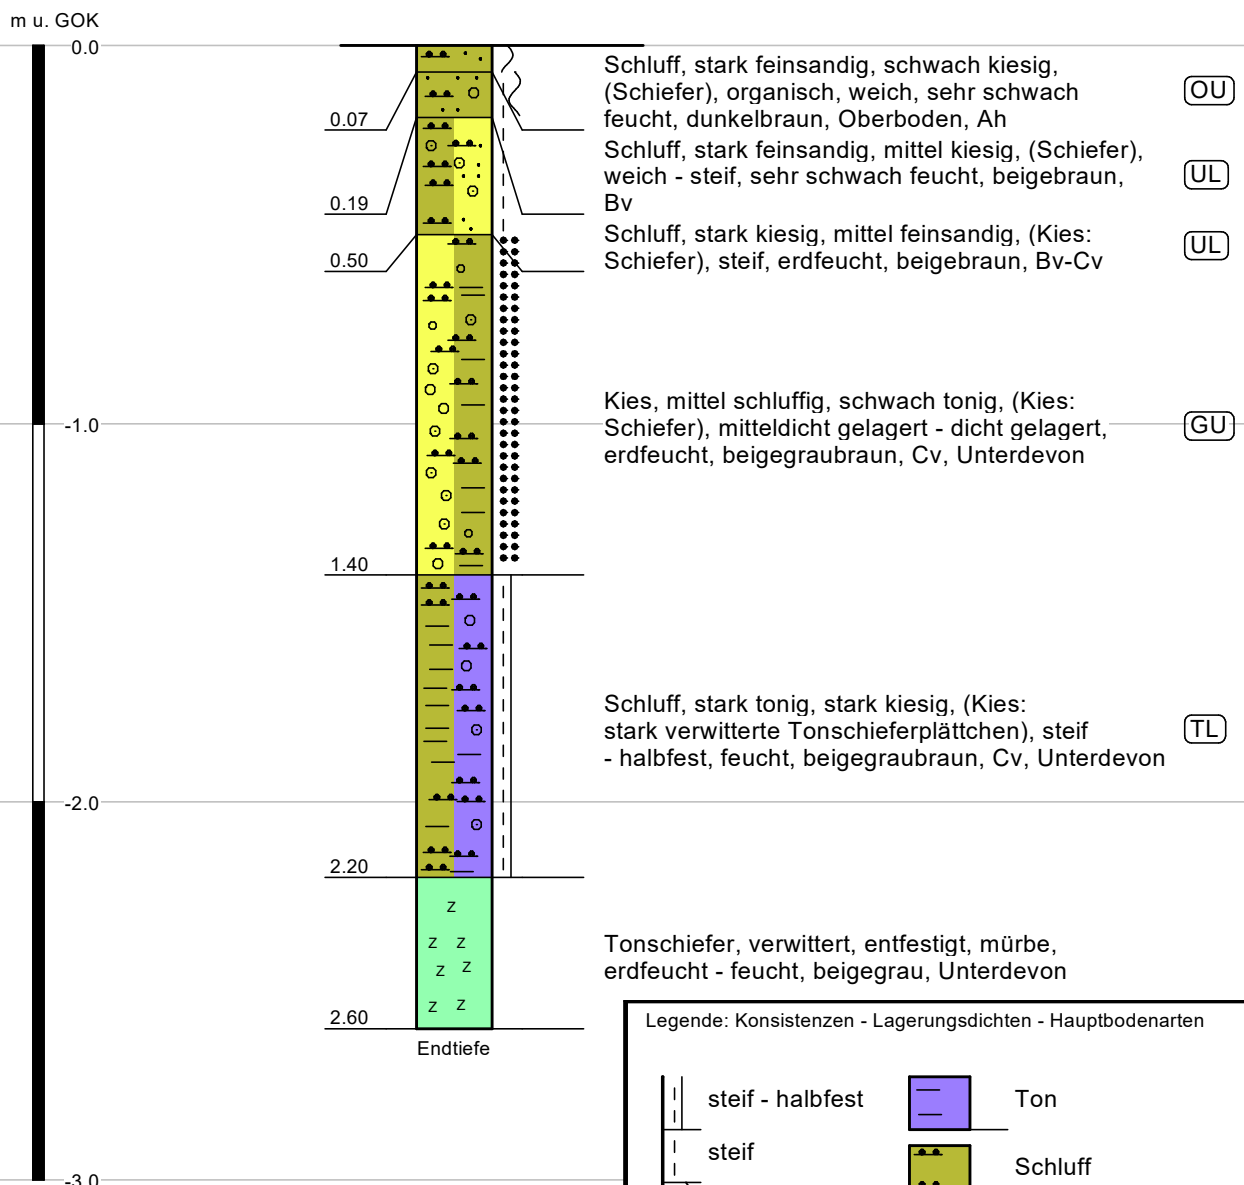 m u. GOK
0.0
Schluff, stark feinsandig, schwach kiesig,
(Schiefer), organisch, weich, sehr schwach
feucht, dunkelbraun, Oberboden, Ah
OU
0.07
Schluff, stark feinsandig, mittel kiesig, (Schiefer),
weich - steif, sehr schwach feucht, beigebraun,
Bv
UL
0.19
Schluff, stark kiesig, mittel feinsandig, (Kies:
Schiefer), steif, erdfeucht, beigebraun, Bv-Cv
UL
0.50
Kies, mittel schluffig, schwach tonig, (Kies:
Schiefer), mitteldicht gelagert - dicht gelagert,
erdfeucht, beigegraubraun, Cv, Unterdevon
GU
-1.0
1.40
Schluff, stark tonig, stark kiesig, (Kies:
stark verwitterte Tonschieferplättchen), steif
- halbfest, feucht, beigegraubraun, Cv, Unterdevon
TL
-2.0
2.20
z
z z
z z
z z
Tonschiefer, verwittert, entfestigt, mürbe,
erdfeucht - feucht, beigegrau, Unterdevon
2.60
Endtiefe
Legende: Konsistenzen - Lagerungsdichten - Hauptbodenarten
steif - halbfest
Ton
steif
Schluff
-3.0